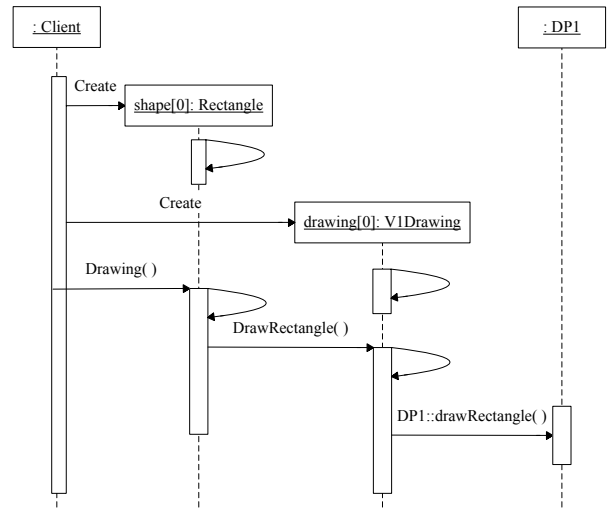 : Client
: DP1
Create
shape[0]: Rectangle
Create
drawing[0]: V1Drawing
Drawing( )
DrawRectangle( )
DP1::drawRectangle( )